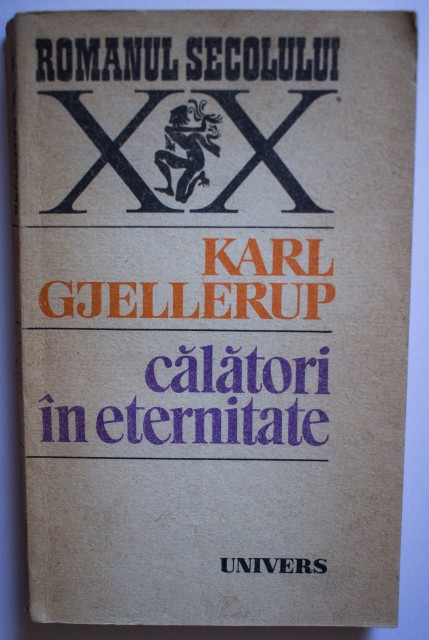 ROMANUL SECOLULUI
XX
KARL
GJELLERUP
călători
în eternitate
UNIVERS